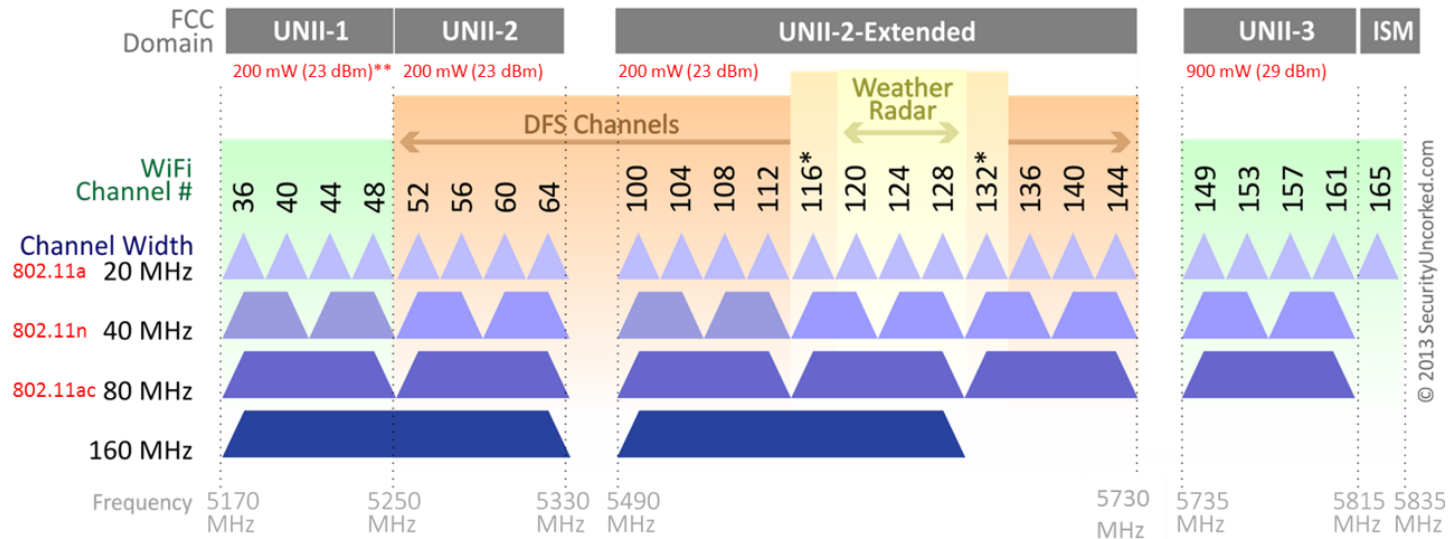 FCC
Domain
UNII-1 UNII-2 UNII-2-Extended UNII-3 ISM
200 mW (23 dBm)** 200 mW (23 dBm) 200 mW (23 dBm) 900 mW (29 dBm)
Weather
Radar
DFS Channels
WiFi
Channel #
36 40 44 48 52 56 60 64 100 104 108 112 116* 120 124 128 132* 136 140 144 149 153 157 161 165
Channel Width
802.11a 20 MHz
802.11n 40 MHz
802.11ac 80 MHz
160 MHz
Frequency 5170 5250 5330 5490 5730 5735 5815 5835
MHz MHz MHz MHz MHz MHz MHz MHz
© 2013 SecurityUncorked.com